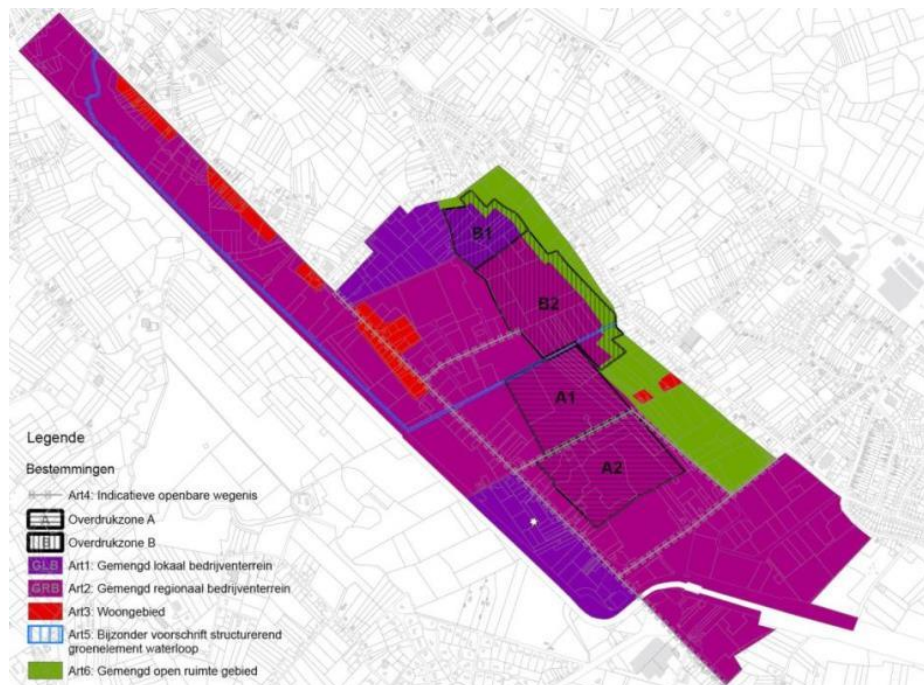 B1
B2
A1
A2
Legende
Bestemmingen
Art4: Indicatieve openbare wegenis
A Overdrukzone A
B Overdrukzone B
GLB Art1: Gemengd lokaal bedrijventerrein
GRB Art2: Gemengd regionaal bedrijventerrein
Art3: Woongebied
Art5: Bijzonder voorschrift structurerend
groenelement waterloop
Art6: Gemengd open ruimte gebied